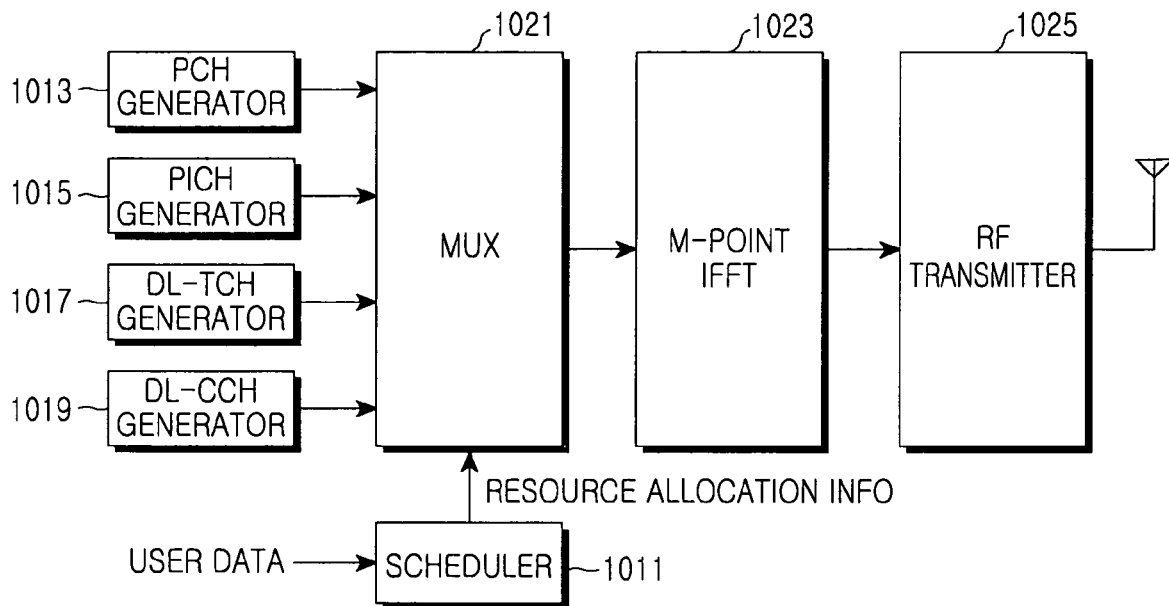 1021
1023
1025
1013
PCH
GENERATOR
1015
PICH
GENERATOR
1017
DL-TCH
GENERATOR
1019
DL-CCH
GENERATOR
MUX
M-POINT
IFFT
RF
TRANSMITTER
RESOURCE ALLOCATION INFO
USER DATA
SCHEDULER
1011